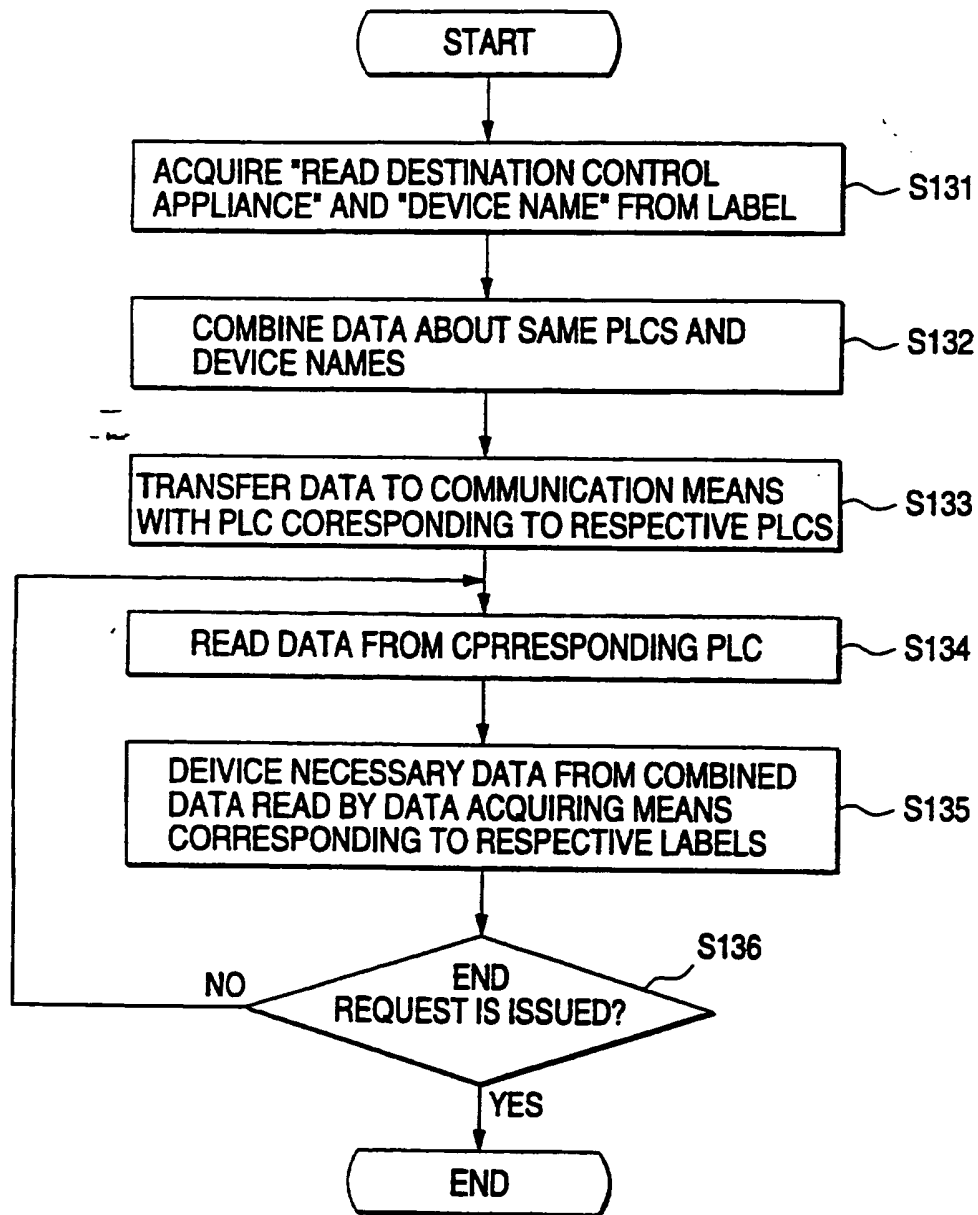 START
ACQUIRE "READ DESTINATION CONTROL
APPLIANCE" AND "DEVICE NAME" FROM LABEL
S131
COMBINE DATA ABOUT SAME PLCS AND
DEVICE NAMES
S132
TRANSFER DATA TO COMMUNICATION MEANS
WITH PLC CORESPONDING TO RESPECTIVE PLCS
S133
READ DATA FROM CPRRESPONDING PLC
S134
DEIVICE NECESSARY DATA FROM COMBINED
DATA READ BY DATA ACQUIRING MEANS
CORRESPONDING TO RESPECTIVE LABELS
S135
S136
END
REQUEST IS ISSUED?
NO
YES
END